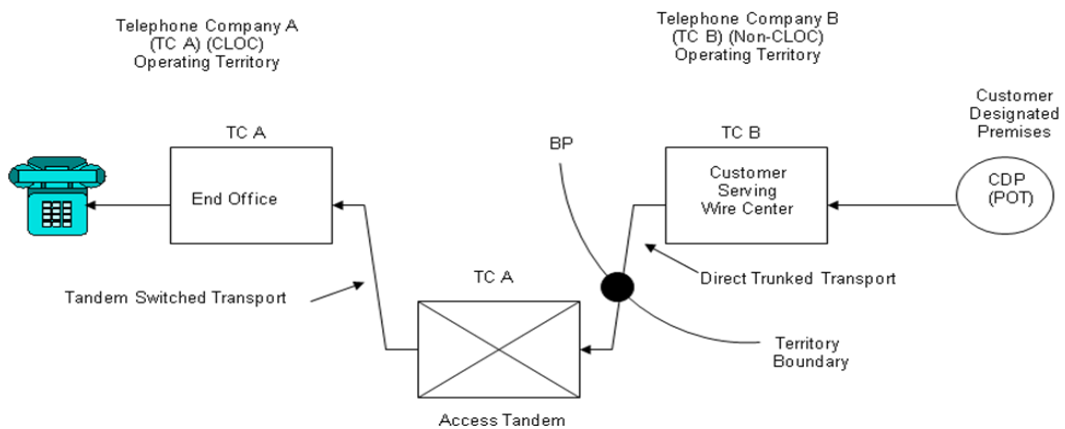 Telephone Company A
(TC A) (CLOC)
Operating Territory
Telephone Company B
(TC B) (Non-CLOC)
Operating Territory
Customer
Designated
Premises
TC A
BP
TC B
End Office
Customer
Serving
Wire Center
CDP
(POT)
Tandem Switched Transport
TC A
Direct Trunked Transport
Territory
Boundary
Access Tandem